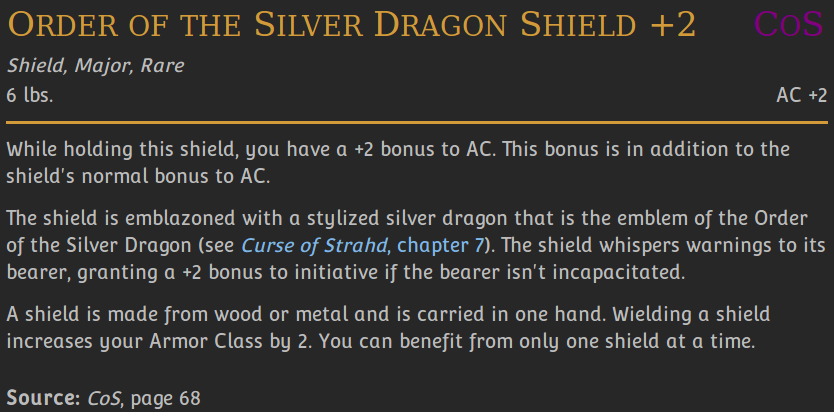 Order of the Silver Dragon Shield +2 CoS
Shield, Major, Rare
6 lbs. AC +2
While holding this shield, you have a +2 bonus to AC. This bonus is in addition to the
shield's normal bonus to AC.
The shield is emblazoned with a stylized silver dragon that is the emblem of the Order
of the Silver Dragon (see Curse of Strahd, chapter 7). The shield whispers warnings to its
bearer, granting a +2 bonus to initiative if the bearer isn't incapacitated.
A shield is made from wood or metal and is carried in one hand. Wielding a shield
increases your Armor Class by 2. You can benefit from only one shield at a time.
Source: CoS, page 68